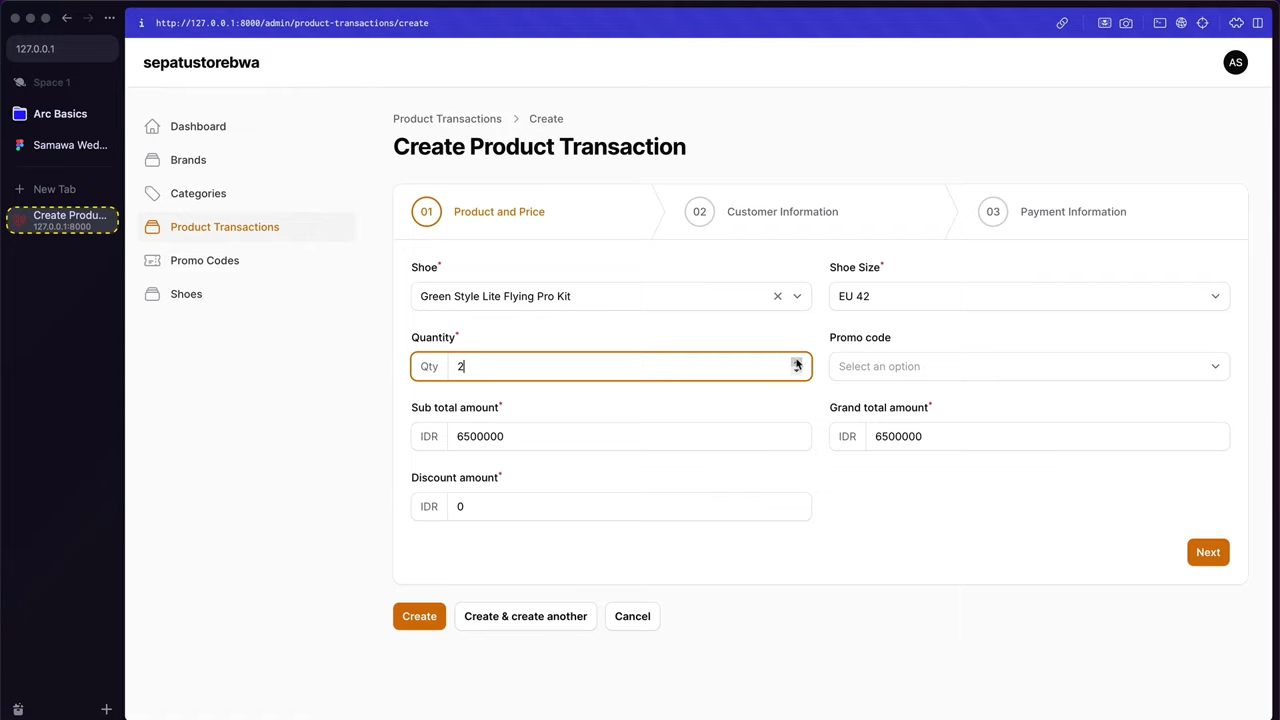 http://127.0.0.1:8000/admin/product-transactions/create
127.0.0.1
Space 1
Arc Basics
Samawa Wed...
New Tab
Create Produ...
127.0.0.1:8000
sepatustorebwa
AS
Dashboard
Brands
Categories
Product Transactions
Promo Codes
Shoes
Product Transactions > Create
Create Product Transaction
01 Product and Price
02 Customer Information
03 Payment Information
Shoe*
Green Style Lite Flying Pro Kit
Shoe Size*
EU 42
Quantity*
Qty 2
Promo code
Select an option
Sub total amount*
IDR 6500000
Grand total amount*
IDR 6500000
Discount amount*
IDR 0
Next
Create
Create & create another
Cancel